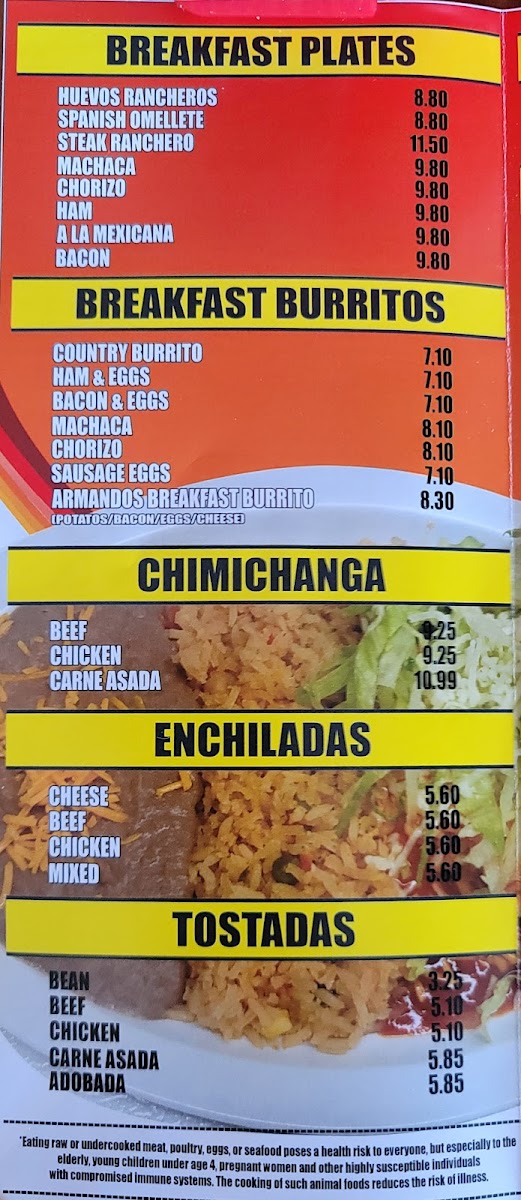 BREAKFAST PLATES
HUEVOS RANCHEROS 8.80
SPANISH OMELLETE 8.80
STEAK RANCHERO 11.50
MACHACA 9.80
CHORIZO 9.80
HAM 9.80
A LA MEXICANA 9.80
BACON 9.80
BREAKFAST BURRITOS
COUNTRY BURRITO 7.10
HAM & EGGS 7.10
BACON & EGGS 7.10
MACHACA 8.10
CHORIZO 8.10
SAUSAGE EGGS 7.10
ARMANDOS BREAKFAST BURRITO 8.30
(POTATOS/BACON/EGGS/CHEESE)
CHIMICHANGA
BEEF 9.25
CHICKEN 9.25
CARNE ASADA 10.99
ENCHILADAS
CHEESE 5.60
BEEF 5.60
CHICKEN 5.60
MIXED 5.60
TOSTADAS
BEAN 3.25
BEEF 5.10
CHICKEN 5.10
CARNE ASADA 5.85
ADOBADA 5.85
*Eating raw or undercooked meat, poultry, eggs, or seafood poses a health risk to everyone, but especially to the
elderly, young children under age 4, pregnant women and other highly susceptible individuals
with compromised immune systems. The cooking of such animal foods reduces the risk of illness.